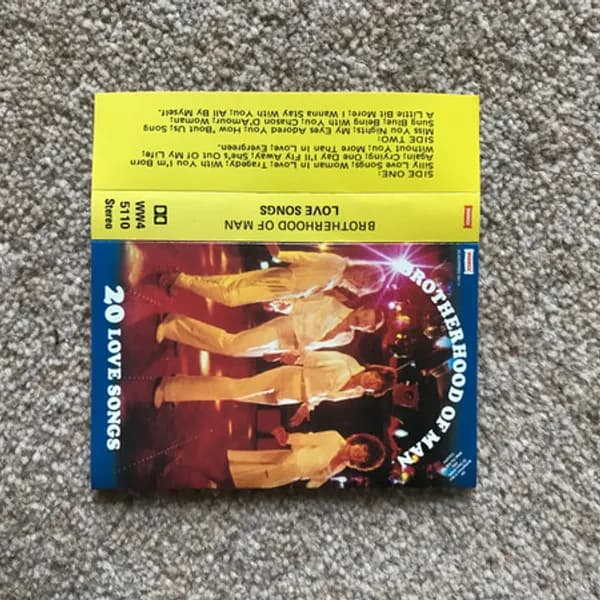 SIDE ONE:
Silly Love Songs; Woman In Love; Tragedy; With You I'm Born
Again; Crying; One Day I'll Fly Away; She's Out Of My Life;
Without You; More Than In Love; Evergreen.
SIDE TWO:
Miss You Nights; My Eyes Adored You; How "Bout Us; Song
Sung Blue; Being With You; Chason D'Amour; Woman;
A Little Bit More; I Wanna Stay With You; All By Myself.
BROTHERHOOD OF MAN
LOVE SONGS
WW4
5110
Stereo
BROTHERHOOD OF MAN
20 LOVE SONGS